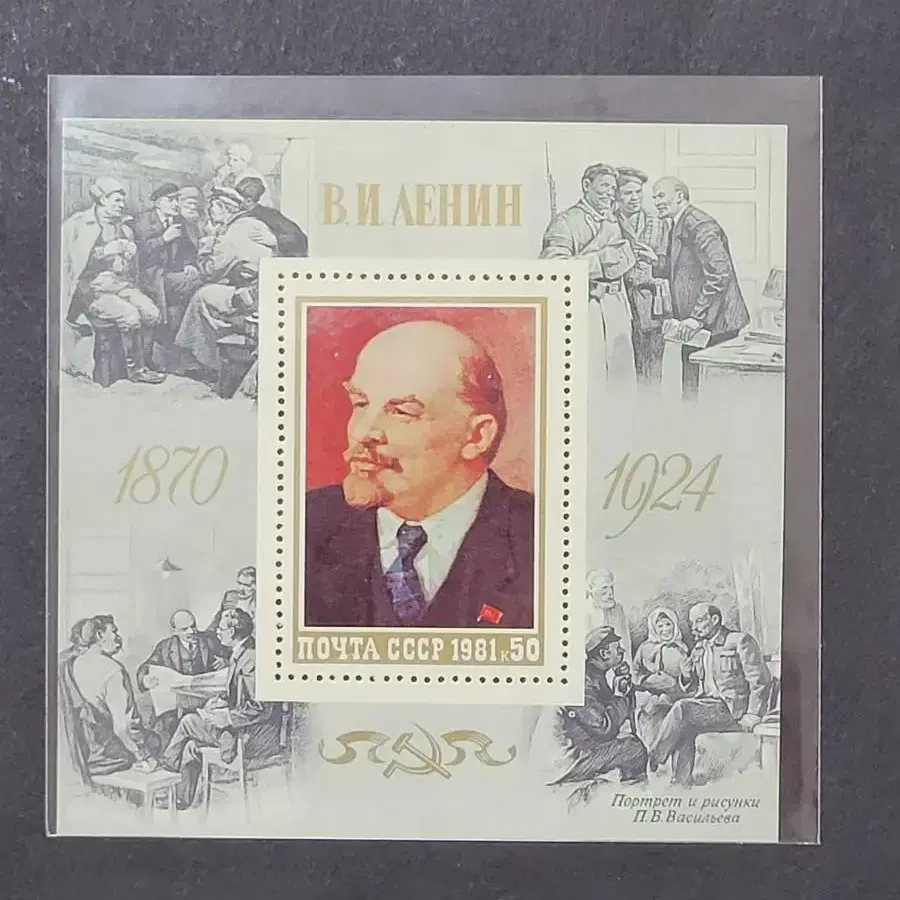 В.И.ЛЕНИН
1870
1924
ПОЧТА СССР 1981 к50
Портрет и рисунки
П.В.Васильева